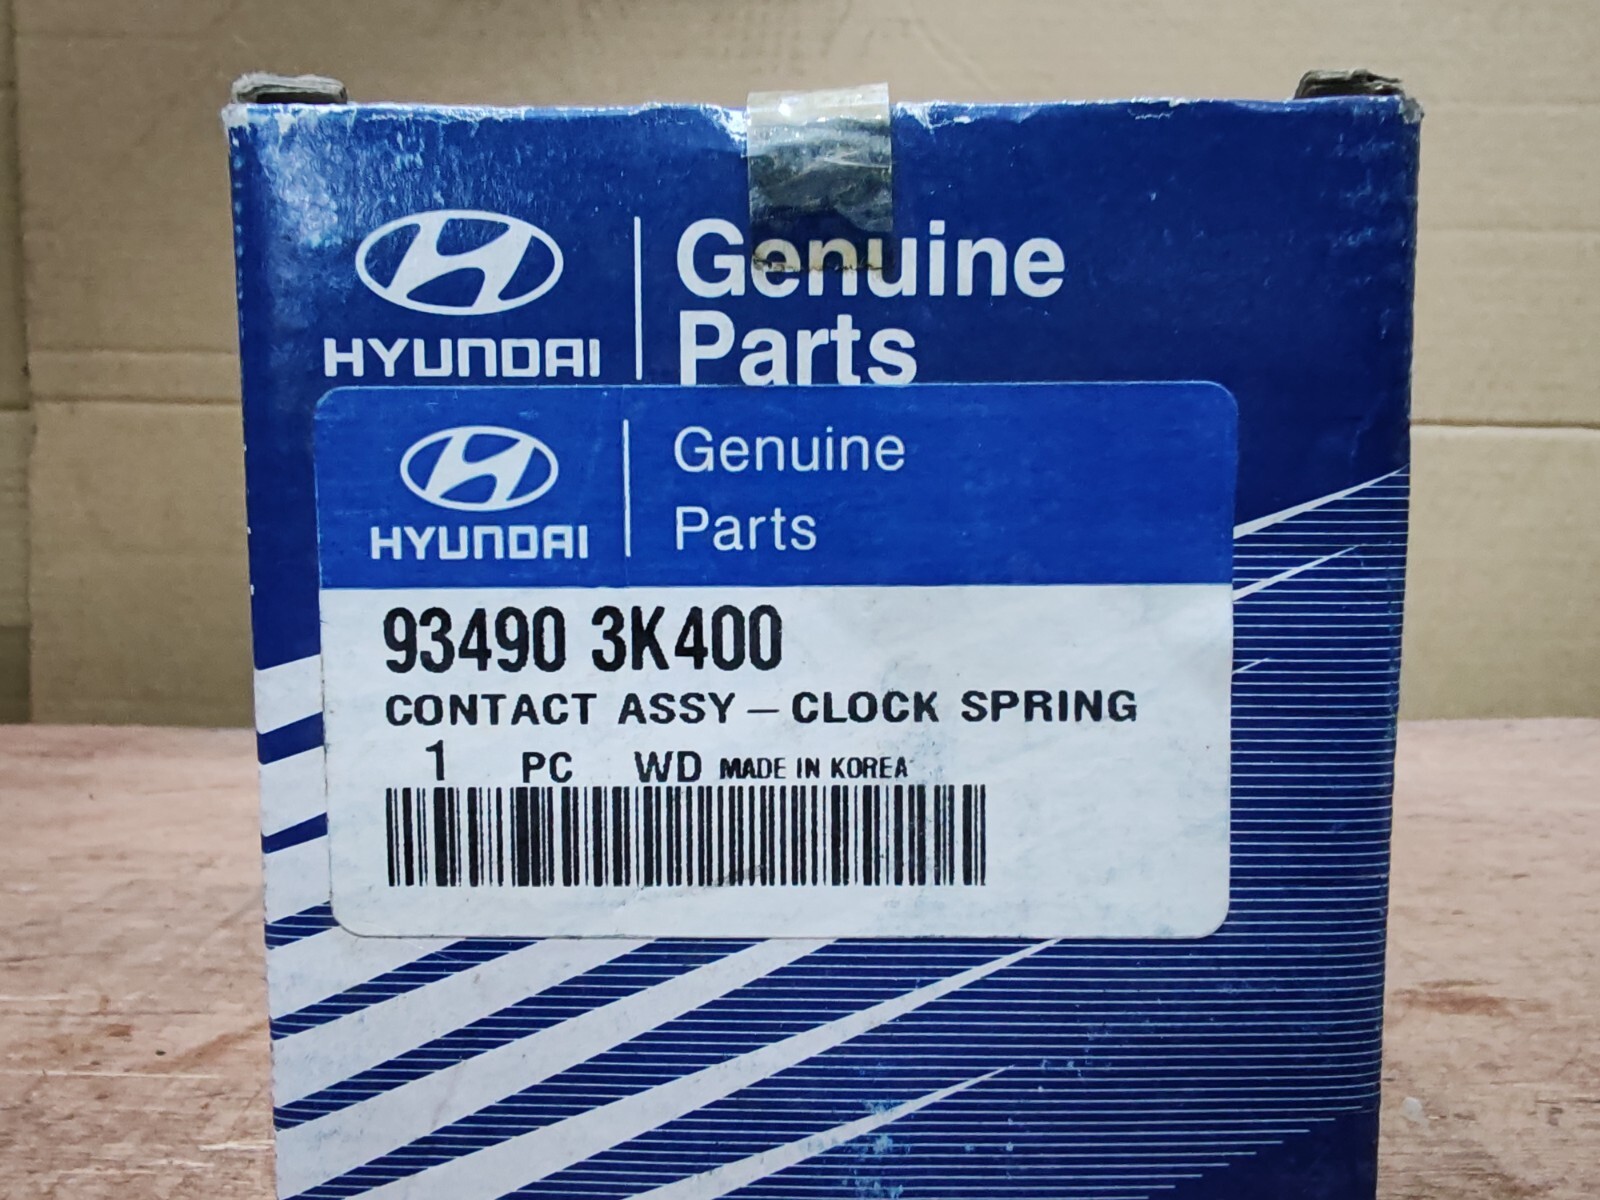 Genuine
HYUNDAI
Parts
Genuine
HYUNDAI
Parts
93490 3K400
CONTACT ASSY – CLOCK SPRING
1 PC WD MADE IN KOREA